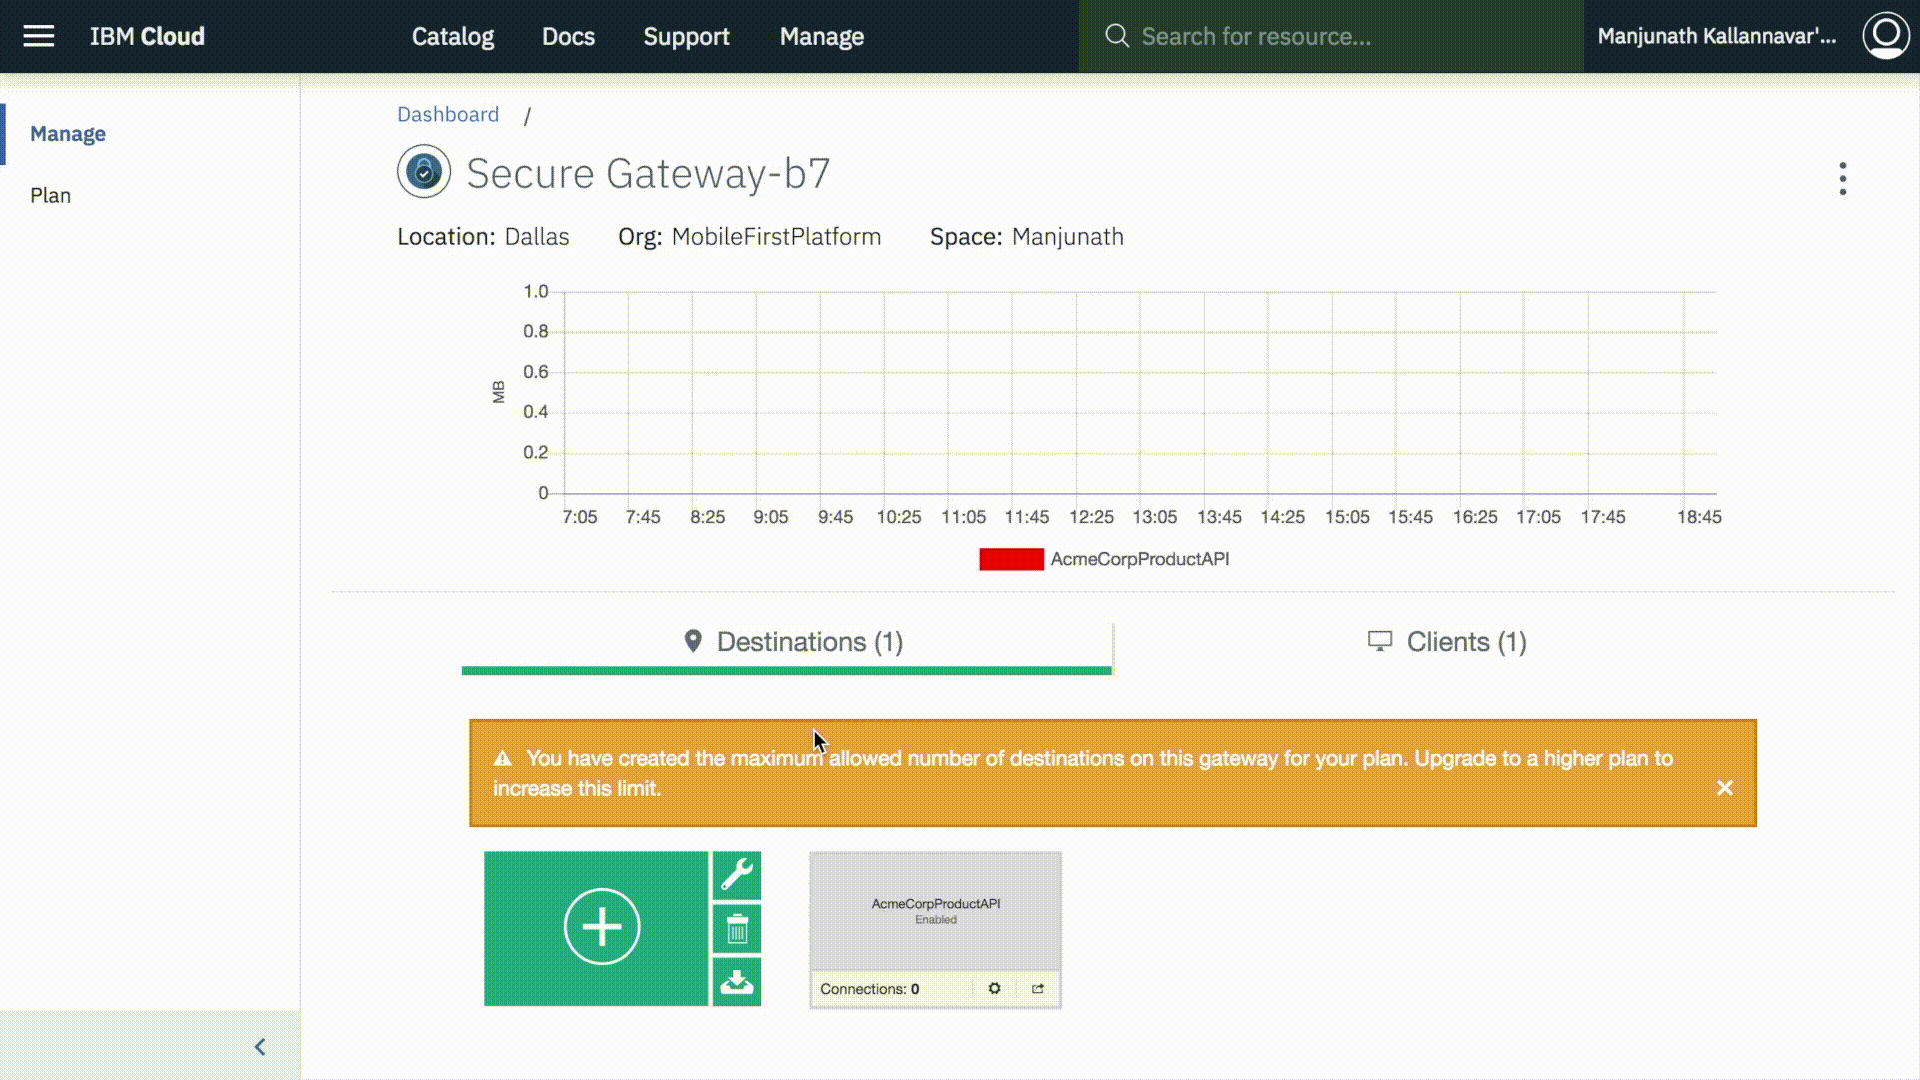 IBM Cloud
Catalog
Docs
Support
Manage
Search for resource...
Manjunath Kallannavar'...
Manage
Plan
Dashboard /
Secure Gateway-b7
Location: Dallas
Org: MobileFirstPlatform
Space: Manjunath
1.0
0.8
0.6
0.4
0.2
0
MB
7:05 7:45 8:25 9:05 9:45 10:25 11:05 11:45 12:25 13:05 13:45 14:25 15:05 15:45 16:25 17:05 17:45 18:45
AcmeCorpProductAPI
Destinations (1)
Clients (1)
You have created the maximum allowed number of destinations on this gateway for your plan. Upgrade to a higher plan to
increase this limit.
AcmeCorpProductAPI
Enabled
Connections: 0